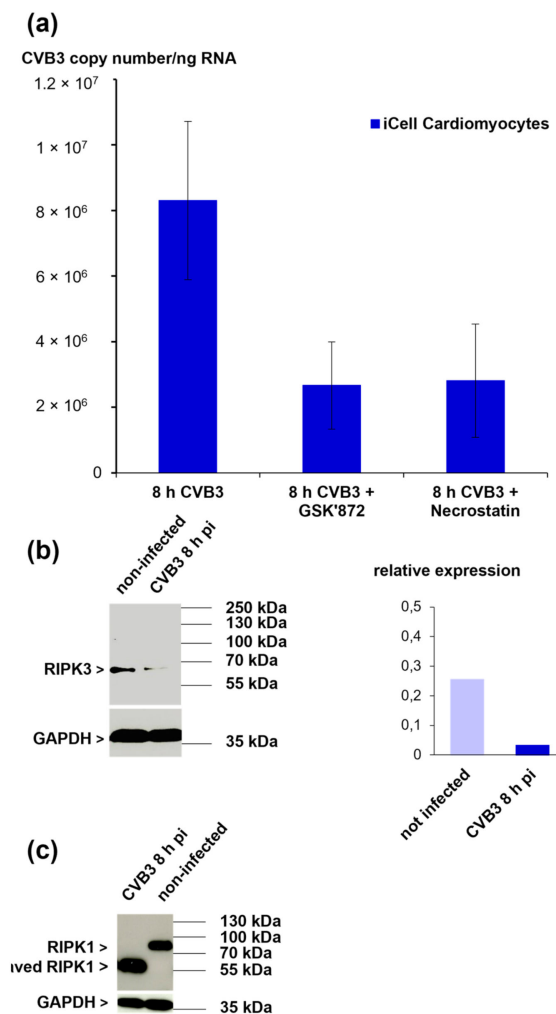 (a)
CVB3 copy number/ng RNA
1.2 × 10⁷
1 × 10⁷
8 × 10⁶
6 × 10⁶
4 × 10⁶
2 × 10⁶
0
iCell Cardiomyocytes
8 h CVB3
8 h CVB3 +
GSK'872
8 h CVB3 +
Necrostatin
(b)
non-infected
CVB3 8 h pi
250 kDa
130 kDa
100 kDa
70 kDa
55 kDa
RIPK3 >
GAPDH >
35 kDa
relative expression
0,6
0,5
0,4
0,3
0,2
0,1
0
not infected
CVB3 8 h pi
(c)
CVB3 8 h pi
non-infected
130 kDa
100 kDa
70 kDa
55 kDa
RIPK1 >
aved RIPK1 >
GAPDH >
35 kDa